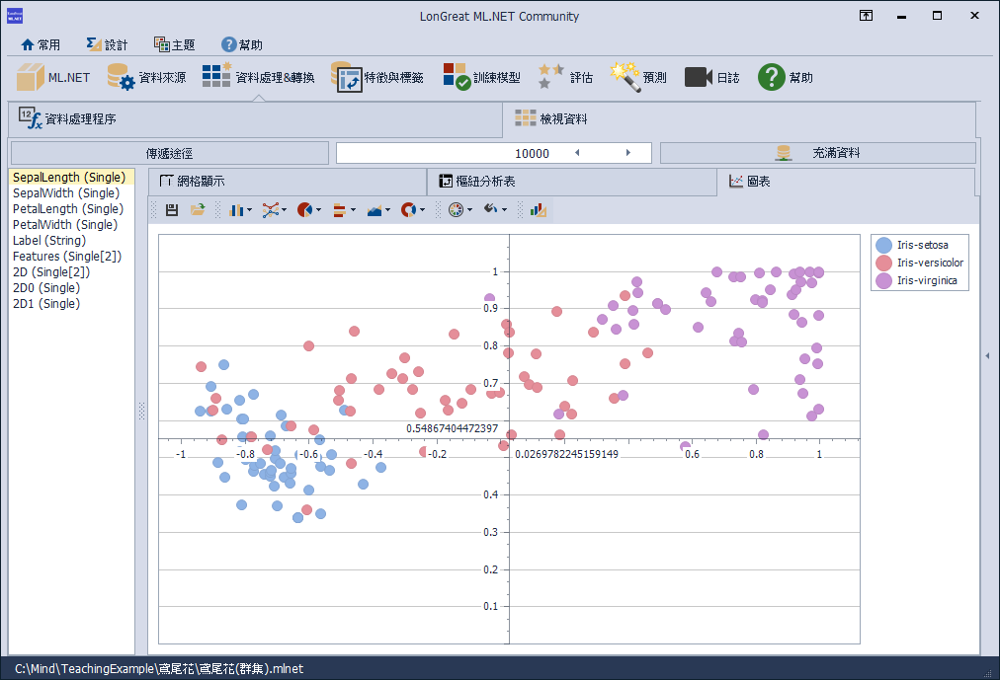 LonGreat ML.NET Community
常用 設計 主題 幫助
ML.NET 資料來源 資料處理&轉換 特徵與標籤 訓練模型 評估 預測 日誌 幫助
資料處理程序 檢視資料
傳遞途徑 10000 充滿資料
SepalLength (Single)
SepalWidth (Single)
PetalLength (Single)
PetalWidth (Single)
Label (String)
Features (Single[2])
2D (Single[2])
2D0 (Single)
2D1 (Single)
網格顯示 樞紐分析表 圖表
Iris-setosa
Iris-versicolor
Iris-virginica
1
0.9
0.8
0.7
0.54867404472397
-1 -0.8 -0.6 -0.4 -0.2 0.0269782245159149 0.6 0.8 1
0.4
0.3
0.2
0.1
C:\Mind\TeachingExample\鳶尾花\鳶尾花(群集).mlnet